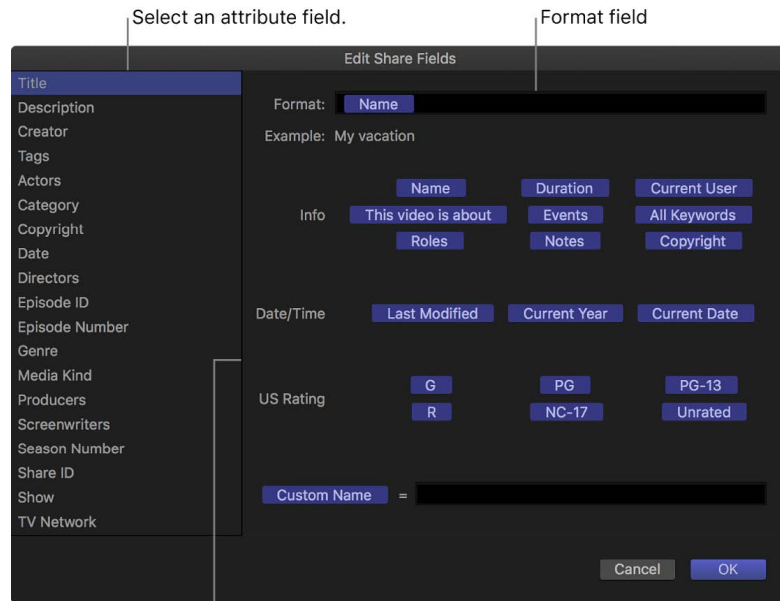 Select an attribute field.
Format field
Edit Share Fields
Title
Description
Creator
Tags
Actors
Category
Copyright
Date
Directors
Episode ID
Episode Number
Genre
Media Kind
Producers
Screenwriters
Season Number
Share ID
Show
TV Network
Format: Name
Example: My vacation
Info
Name Duration Current User
This video is about Events All Keywords
Roles Notes Copyright
Date/Time Last Modified Current Year Current Date
US Rating
G PG PG-13
R NC-17 Unrated
Custom Name =
Cancel OK